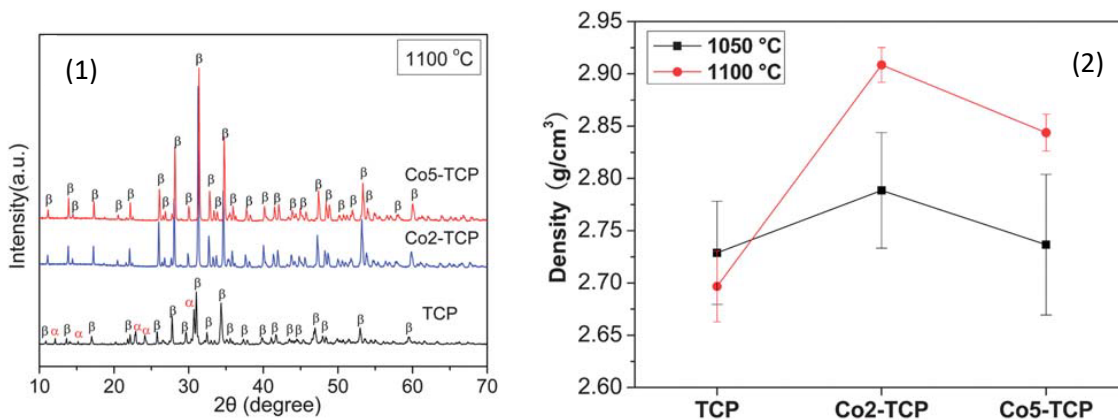 (1)
1100 °C
β
β
β
Co5-TCP
β β β β β β β β β β β β β β β β β β β β β β
Co2-TCP
TCP
β α β α β β β α α β β α β β β β β β β β β β β β β β
Intensity(a.u.)
10 20 30 40 50 60 70
2θ (degree)
(2)
1050 °C
1100 °C
2.95
2.90
2.85
2.80
2.75
2.70
2.65
2.60
Density (g/cm³)
TCP Co2-TCP Co5-TCP